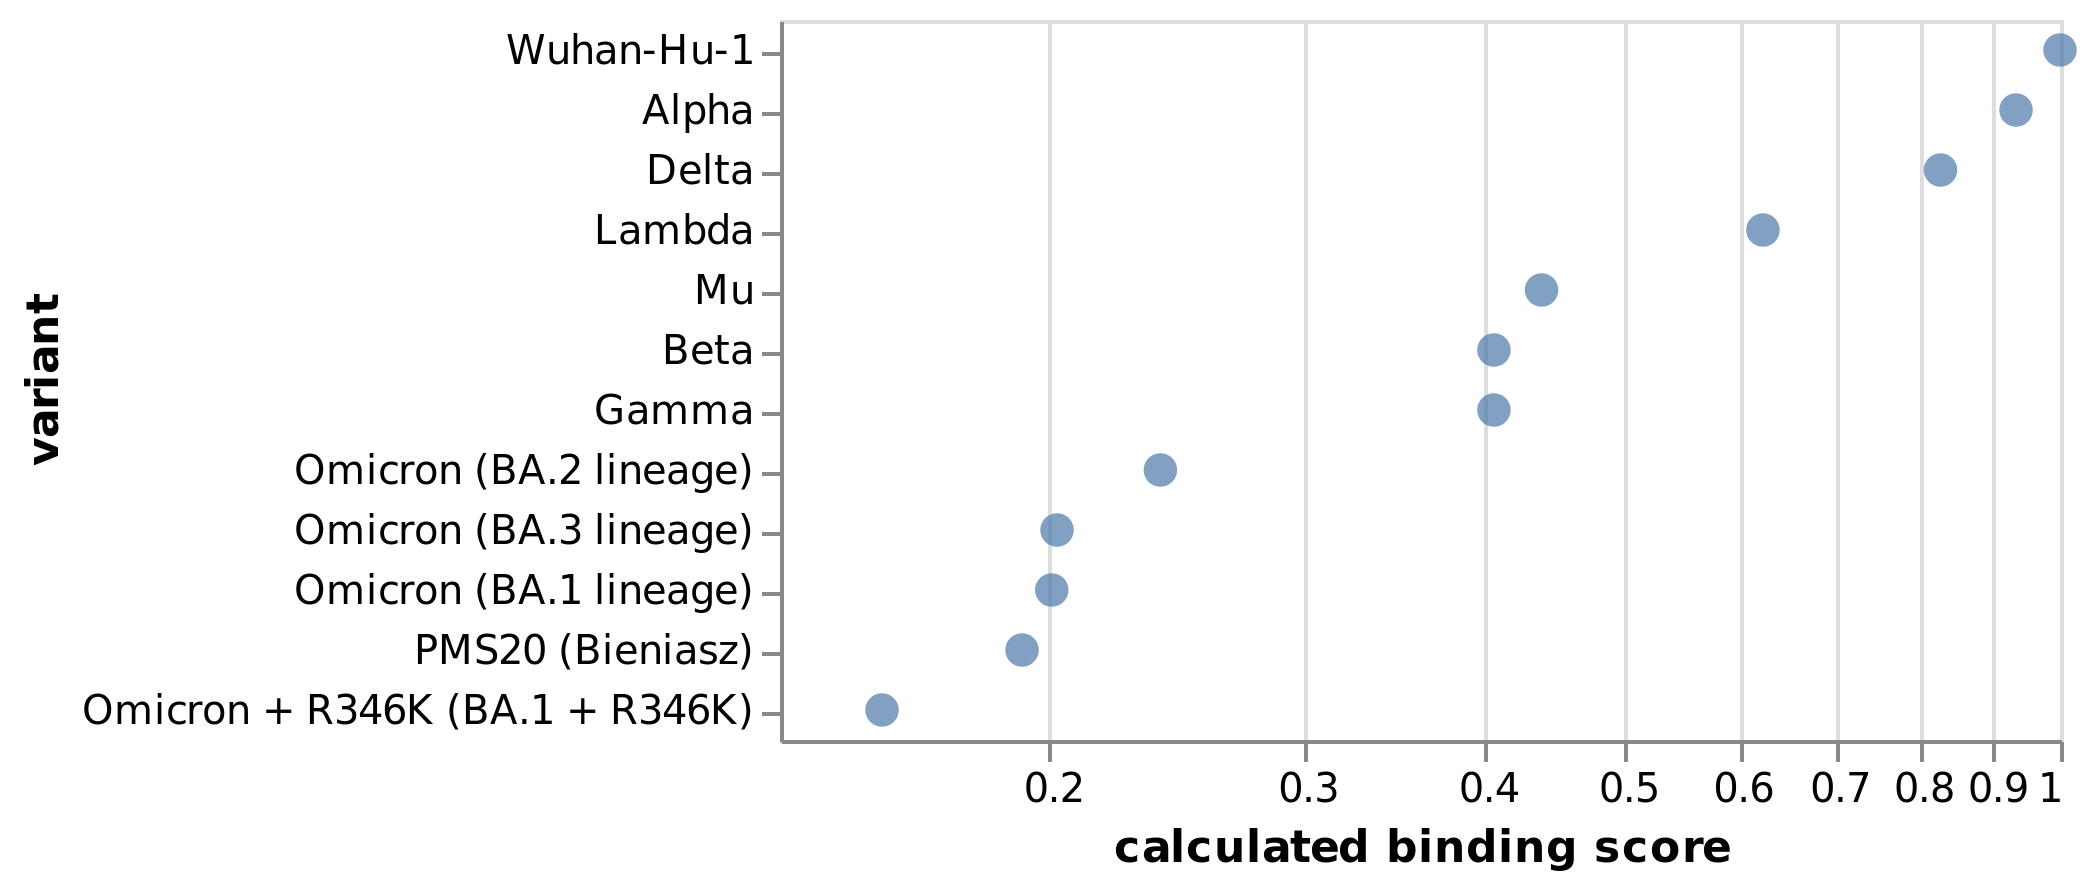 Wuhan-Hu-1
Alpha
Delta
Lambda
Mu
Beta
Gamma
Omicron (BA.2 lineage)
Omicron (BA.3 lineage)
Omicron (BA.1 lineage)
PMS20 (Bieniasz)
Omicron + R346K (BA.1 + R346K)
variant
0.2 0.3 0.4 0.5 0.6 0.7 0.8 0.9 1
calculated binding score